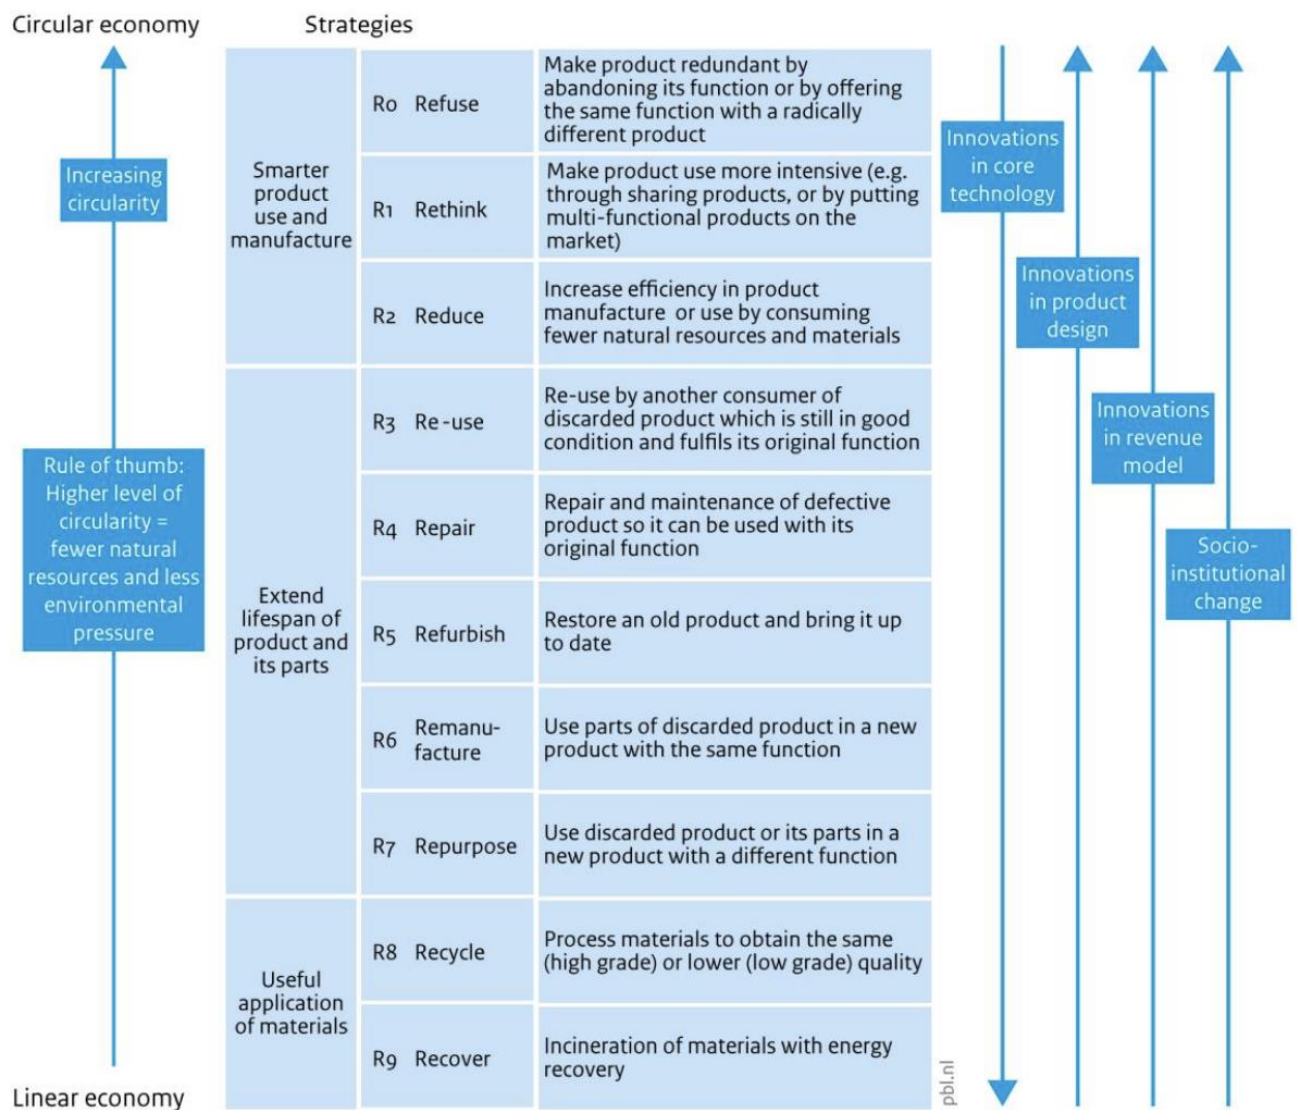 Circular economy
Strategies
Increasing
circularity
Rule of thumb:
Higher level of
circularity =
fewer natural
resources and less
environmental
pressure
Linear economy
Smarter
product
use and
manufacture
R0 Refuse
Make product redundant by
abandoning its function or by offering
the same function with a radically
different product
R1 Rethink
Make product use more intensive (e.g.
through sharing products, or by putting
multi-functional products on the
market)
R2 Reduce
Increase efficiency in product
manufacture or use by consuming
fewer natural resources and materials
Extend
lifespan of
product and
its parts
R3 Re-use
Re-use by another consumer of
discarded product which is still in good
condition and fulfils its original function
R4 Repair
Repair and maintenance of defective
product so it can be used with its
original function
R5 Refurbish
Restore an old product and bring it up
to date
R6 Remanu-
facture
Use parts of discarded product in a new
product with the same function
R7 Repurpose
Use discarded product or its parts in a
new product with a different function
Useful
application
of materials
R8 Recycle
Process materials to obtain the same
(high grade) or lower (low grade) quality
R9 Recover
Incineration of materials with energy
recovery
pbl.nl
Innovations
in core
technology
Innovations
in product
design
Innovations
in revenue
model
Socio-
institutional
change